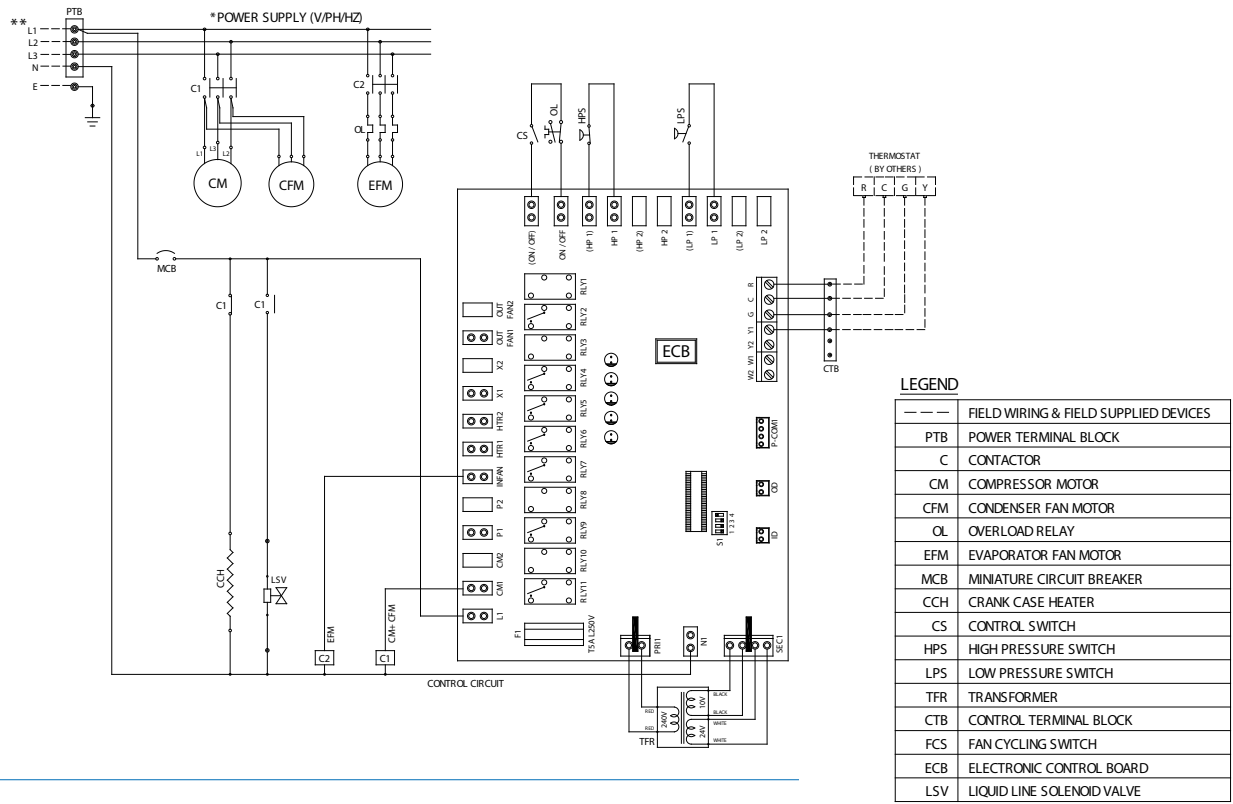 PTB
*POWER SUPPLY (V/PH/HZ)
**
L1
L2
L3
N
E
C1
C2
OL
L1
L3
L2
CM
CFM
EFM
MCB
C1
C1
CCH
LSV
EFM
CM+ CFM
C2
C1
CONTROL CIRCUIT
CS
OL
HPS
LPS
(ON / OFF)
ON / OFF
(HP 1)
HP 1
(HP 2)
HP 2
(LP 1)
LP 1
(LP 2)
LP 2
OUT FAN2
OUT FAN1
X2
X1
HTR2
HTR1
INFAN
P2
P1
CM2
CM1
L1
RLY1
RLY2
RLY3
RLY4
RLY5
RLY6
RLY7
RLY8
RLY9
RLY10
RLY11
F1
T5A L250V
ECB
R
C
G
Y1
Y2
W1
W2
P-COM1
OD
ID
S1
1 2 3 4
PRI1
N1
SEC1
RED
RED
240V
10V
24V
BLACK
BLACK
WHITE
WHITE
TFR
THERMOSTAT
( BY OTHERS )
R C G Y
CTB
LEGEND
FIELD WIRING & FIELD SUPPLIED DEVICES
PTB POWER TERMINAL BLOCK
C CONTACTOR
CM COMPRESSOR MOTOR
CFM CONDENSER FAN MOTOR
OL OVERLOAD RELAY
EFM EVAPORATOR FAN MOTOR
MCB MINIATURE CIRCUIT BREAKER
CCH CRANK CASE HEATER
CS CONTROL SWITCH
HPS HIGH PRESSURE SWITCH
LPS LOW PRESSURE SWITCH
TFR TRANSFORMER
CTB CONTROL TERMINAL BLOCK
FCS FAN CYCLING SWITCH
ECB ELECTRONIC CONTROL BOARD
LSV LIQUID LINE SOLENOID VALVE